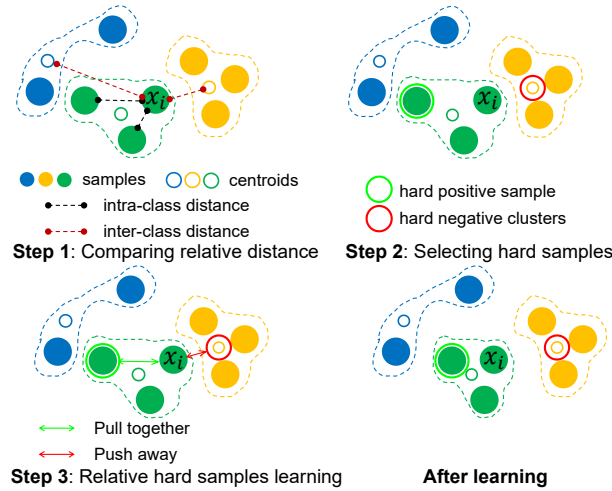 x_i
x_i
samples
centroids
intra-class distance
inter-class distance
hard positive sample
hard negative clusters
Step 1: Comparing relative distance
Step 2: Selecting hard samples
x_i
x_i
Pull together
Push away
Step 3: Relative hard samples learning
After learning